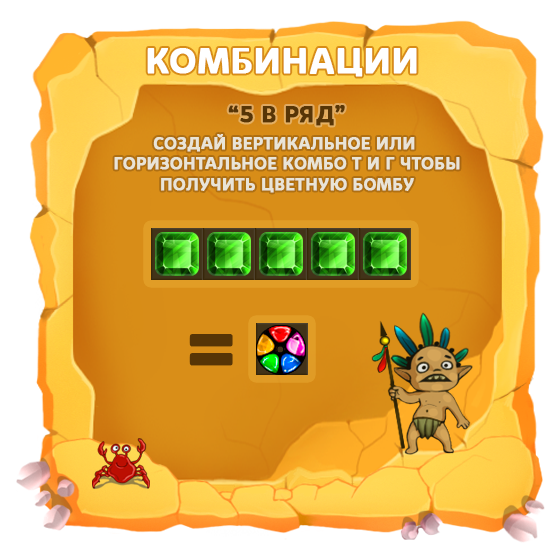 КОМБИНАЦИИ
“5 В РЯД”
СОЗДАЙ ВЕРТИКАЛЬНОЕ ИЛИ
ГОРИЗОНТАЛЬНОЕ КОМБО Т И Г ЧТОБЫ
ПОЛУЧИТЬ ЦВЕТНУЮ БОМБУ
=